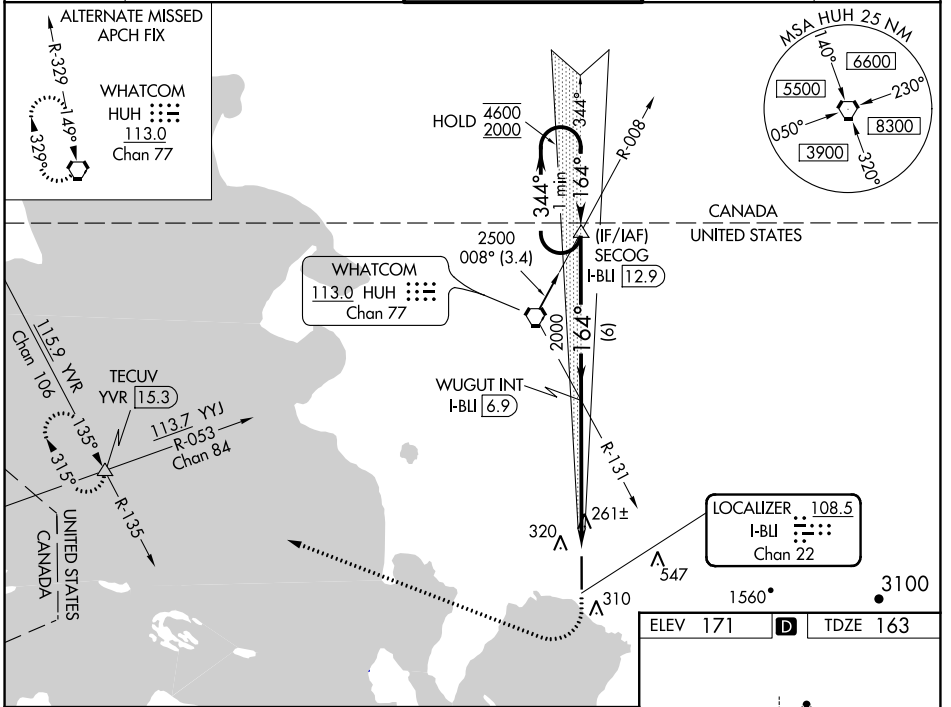 ALTERNATE MISSED
APCH FIX
R-329
149°
329°
WHATCOM
HUH
113.0
Chan 77
MSA HUH 25 NM
140°
6600
5500
230°
050°
8300
3900
320°
HOLD
4600
2000
344°
R-008
344°
1 min
164°
CANADA
UNITED STATES
2500
008° (3.4)
(IF/IAF)
SECOG
I-BLI 12.9
WHATCOM
113.0 HUH
Chan 77
2000
164°
(6)
115.9 YVR
Chan 106
TECUV
YVR 15.3
WUGUT INT
I-BLI 6.9
113.7 YYJ
R-053
Chan 84
135°
315°
R-135
R-131
UNITED STATES
CANADA
261±
320
LOCALIZER 108.5
I-BLI
Chan 22
547
310
1560
3100
ELEV 171 D TDZE 163